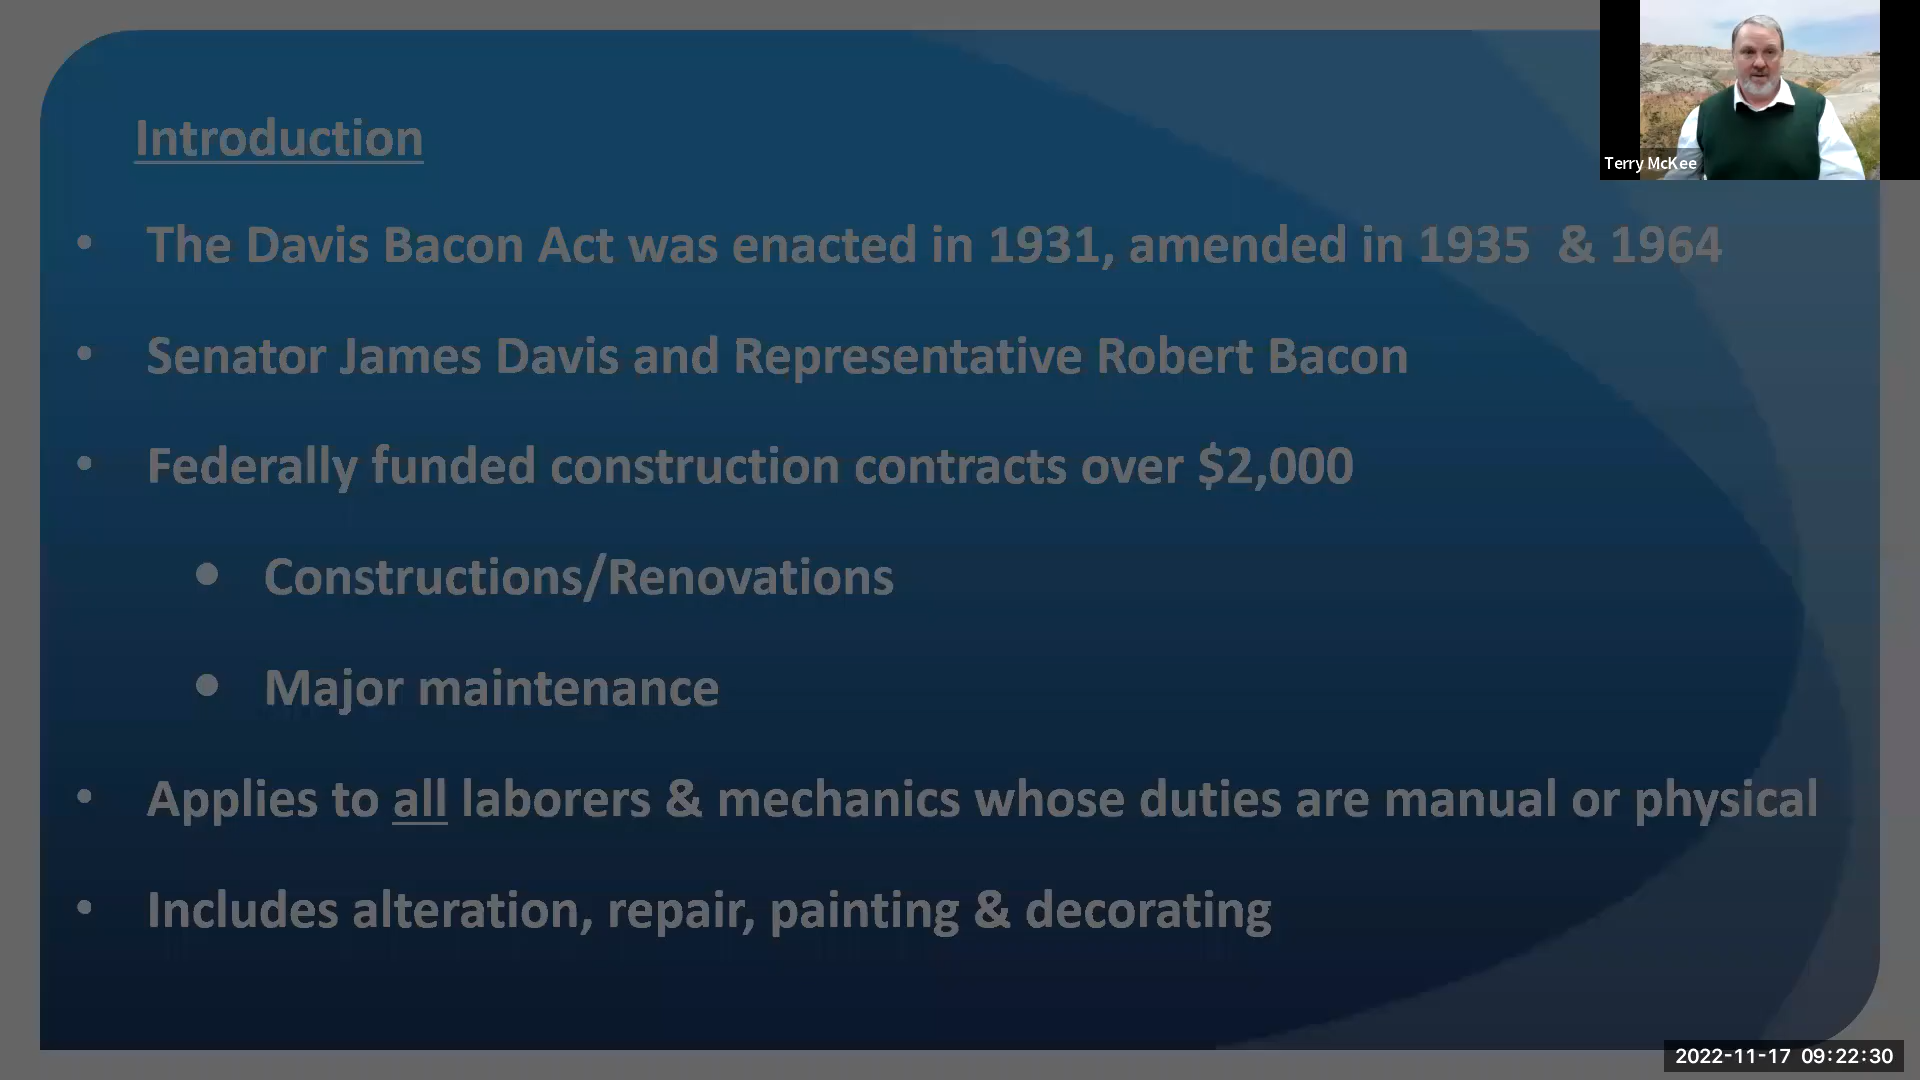 Terry McKee
Introduction
• The Davis Bacon Act was enacted in 1931, amended in 1935 & 1964
• Senator James Davis and Representative Robert Bacon
• Federally funded construction contracts over $2,000
• Constructions/Renovations
• Major maintenance
• Applies to all laborers & mechanics whose duties are manual or physical
• Includes alteration, repair, painting & decorating
2022-11-17 09:22:30